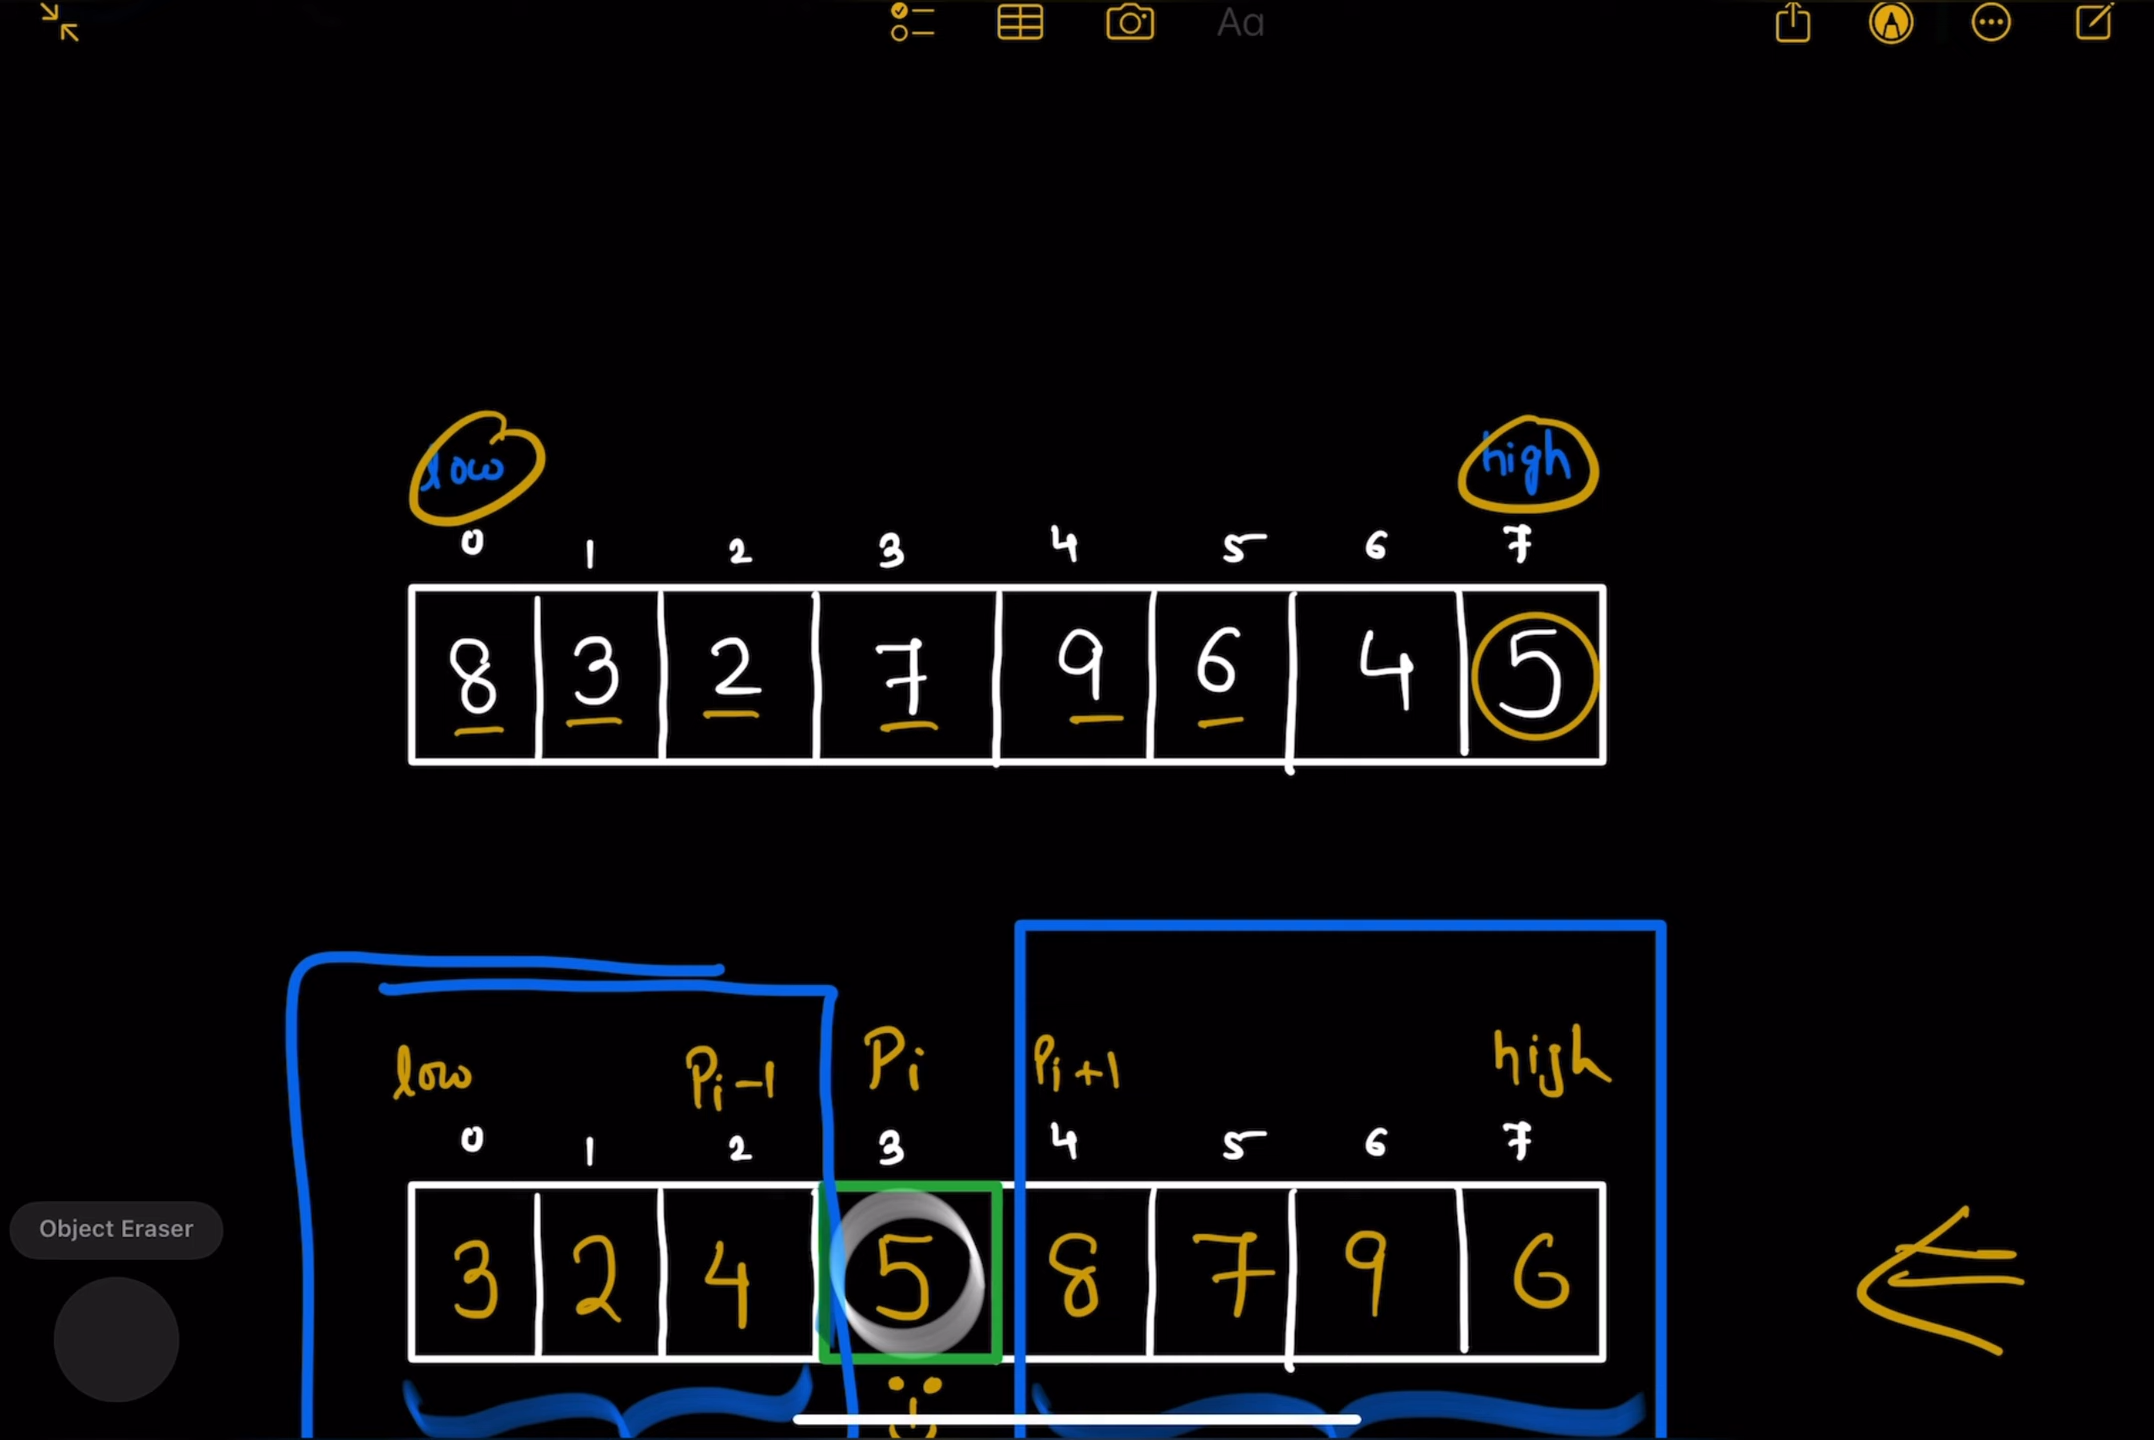 Aa
low high
0 1 2 3 4 5 6 7
8 3 2 7 9 6 4 5
low Pi-1 Pi Pi+1 high
0 1 2 3 4 5 6 7
3 2 4 5 8 7 9 6
Object Eraser